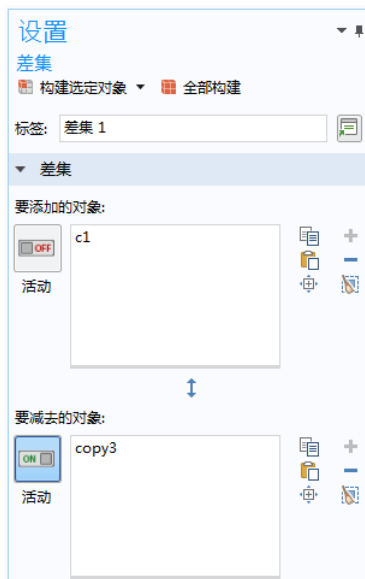 设置
差集
构建选定对象 全部构建
标签: 差集 1
差集
要添加的对象:
OFF
c1
活动
要减去的对象:
ON
copy3
活动